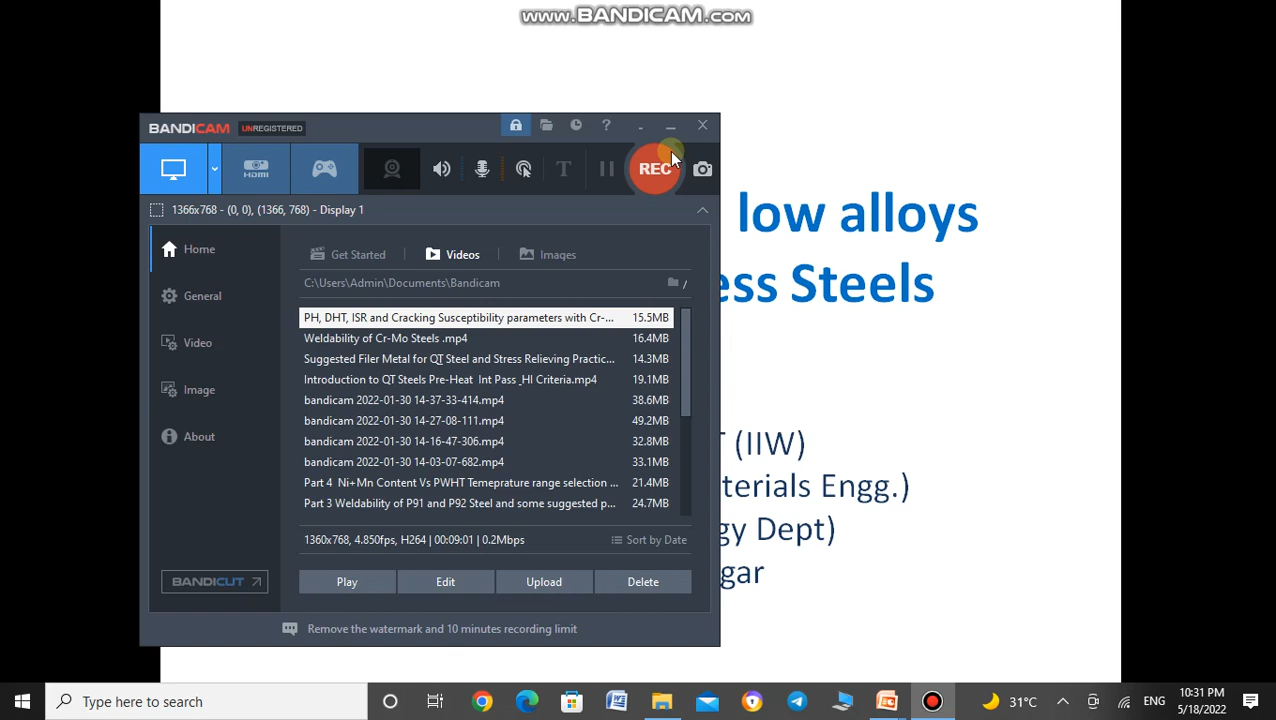 www.BANDICAM.com
BANDICAM UNREGISTERED
HDMI
T
REC
1366x768 - (0, 0), (1366, 768) - Display 1
Home
General
Video
Image
About
BANDICUT
Get Started
Videos
Images
C:\Users\Admin\Documents\Bandicam
/
PH, DHT, ISR and Cracking Susceptibility parameters with Cr-... 15.5MB
Weldability of Cr-Mo Steels .mp4 16.4MB
Suggested Filer Metal for QT Steel and Stress Relieving Practic... 14.3MB
Introduction to QT Steels Pre-Heat Int Pass _HI Criteria.mp4 19.1MB
bandicam 2022-01-30 14-37-33-414.mp4 38.6MB
bandicam 2022-01-30 14-27-08-111.mp4 49.2MB
bandicam 2022-01-30 14-16-47-306.mp4 32.8MB
bandicam 2022-01-30 14-03-07-682.mp4 33.1MB
Part 4 Ni+Mn Content Vs PWHT Temeprature range selection ... 21.4MB
Part 3 Weldability of P91 and P92 Steel and some suggested p... 24.7MB
1360x768, 4.850fps, H264 | 00:09:01 | 0.2Mbps
Sort by Date
Play
Edit
Upload
Delete
Remove the watermark and 10 minutes recording limit
low alloys
ess Steels
T (IIW)
terials Engg.)
gy Dept)
gar
Type here to search
31°C
ENG
10:31 PM
5/18/2022